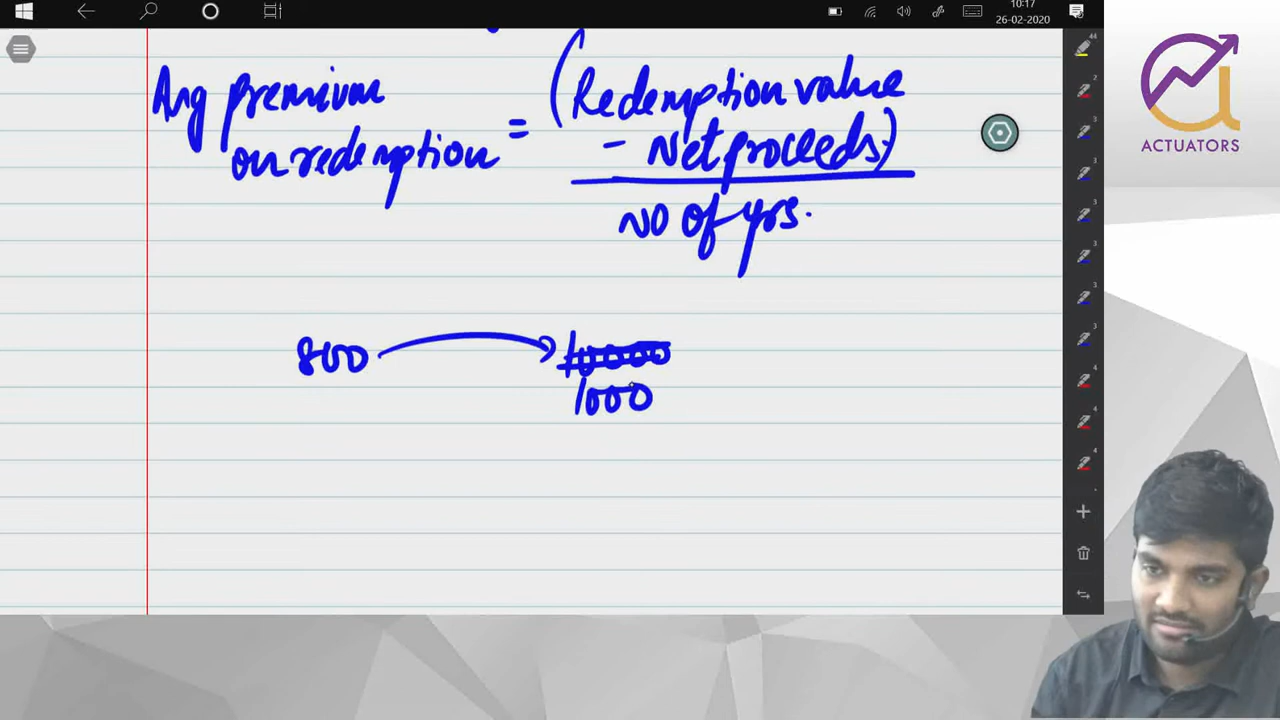 10:17
26-02-2020
Avg premium
on redemption =
(Redemption value
- Net proceeds)
NO of yrs.
800
10000
1000
ACTUATORS